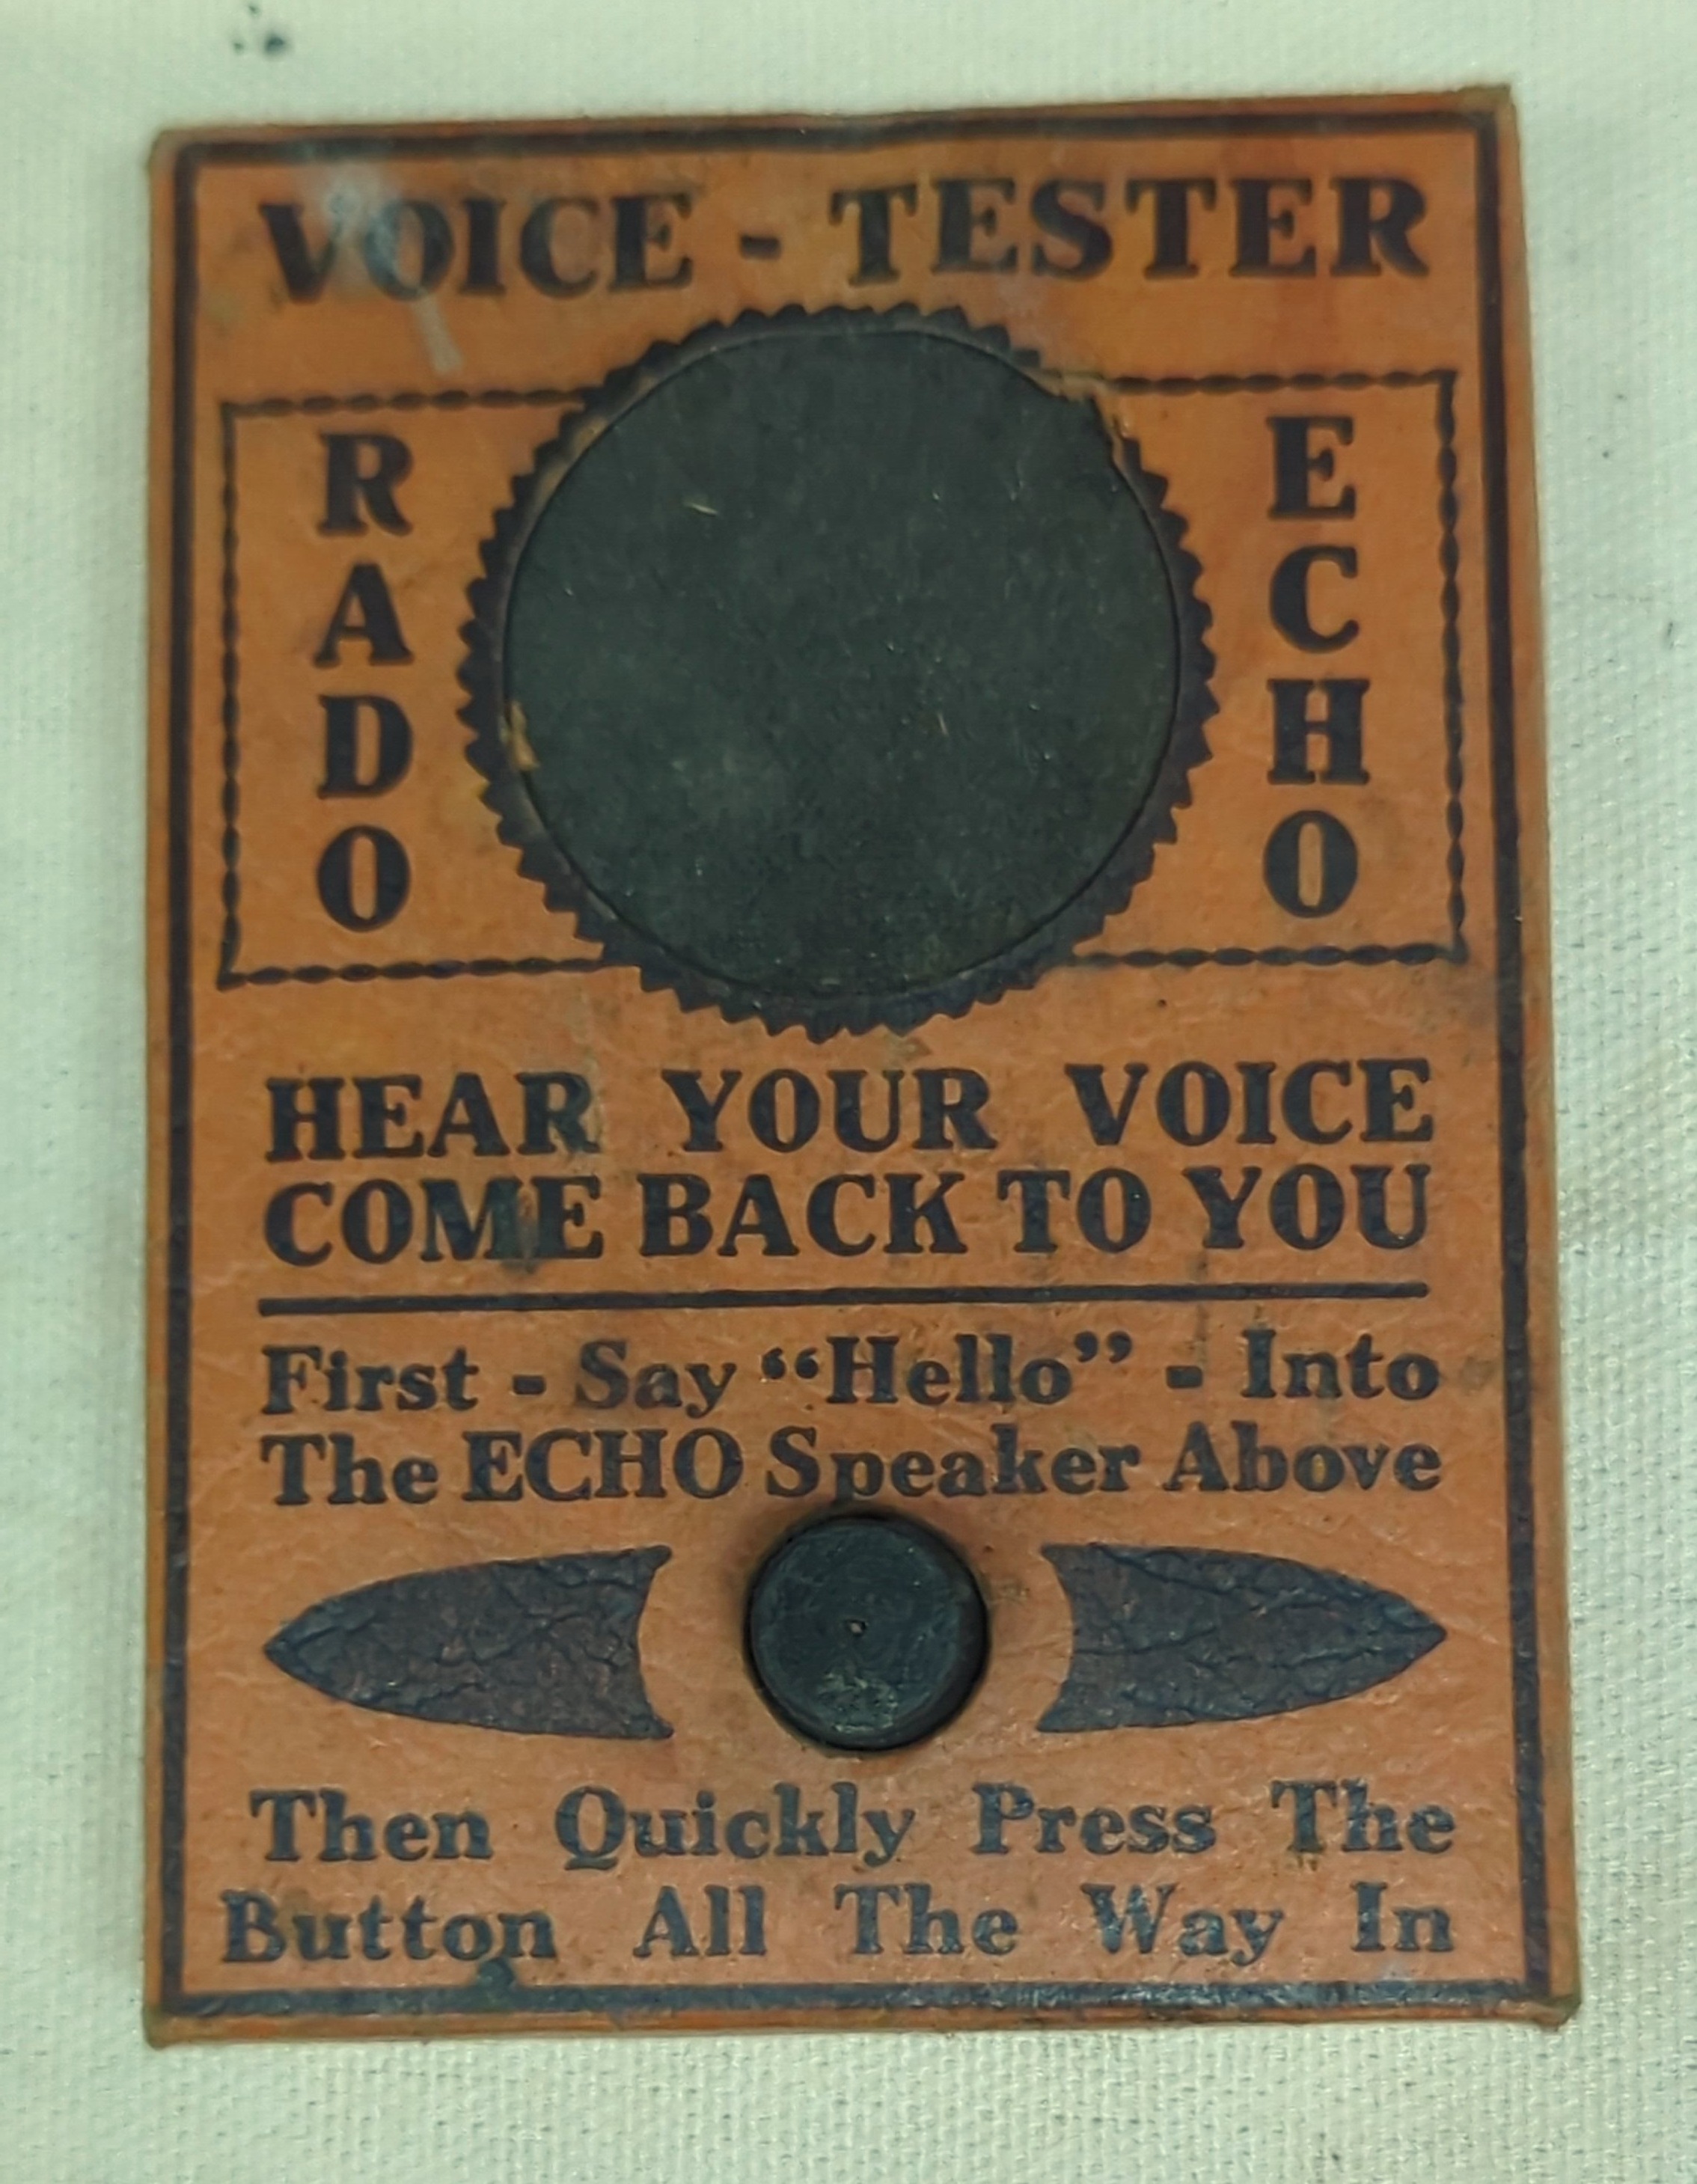 VOICE - TESTER
RADO
ECHO
HEAR YOUR VOICE
COME BACK TO YOU
First - Say “Hello” - Into
The ECHO Speaker Above
Then Quickly Press The
Button All The Way In